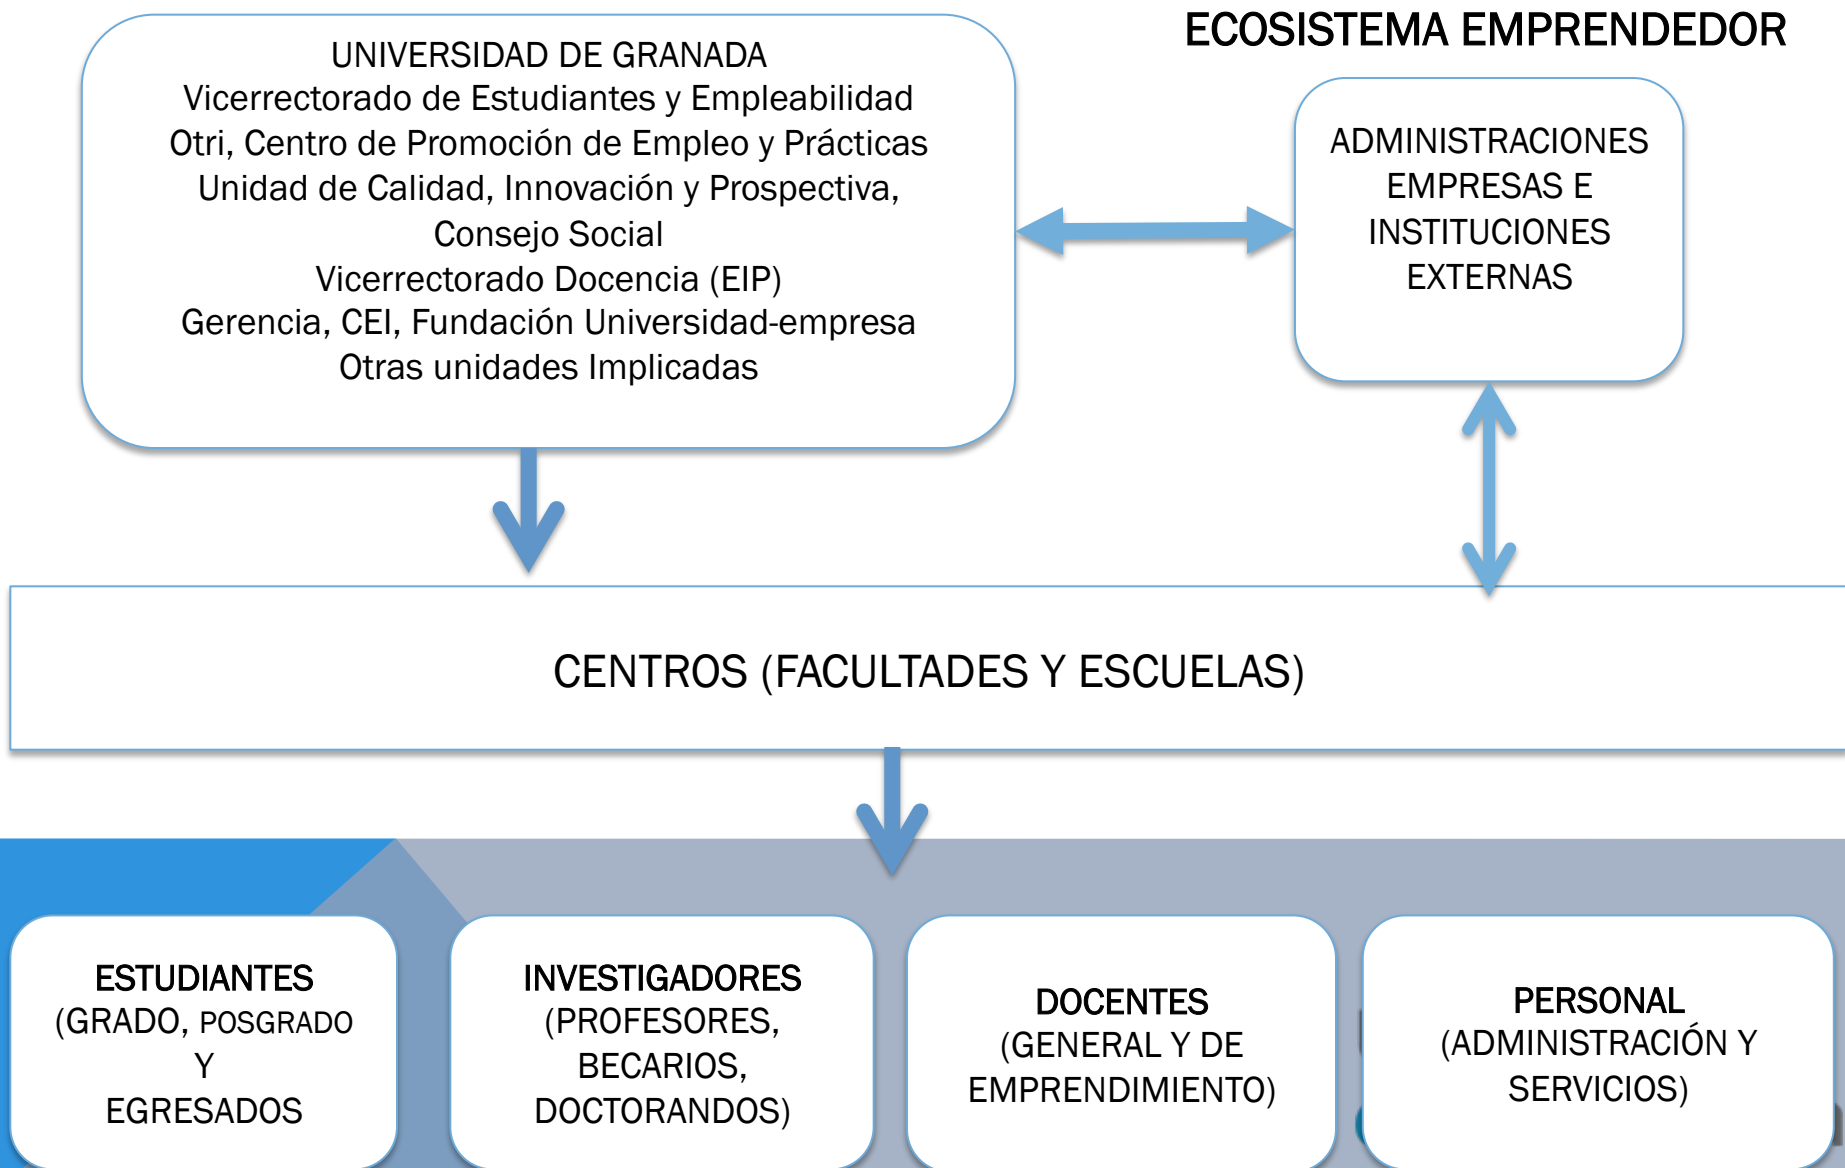 ECOSISTEMA EMPRENDEDOR
UNIVERSIDAD DE GRANADA
Vicerrectorado de Estudiantes y Empleabilidad
Otri, Centro de Promoción de Empleo y Prácticas
Unidad de Calidad, Innovación y Prospectiva,
Consejo Social
Vicerrectorado Docencia (EIP)
Gerencia, CEI, Fundación Universidad-empresa
Otras unidades Implicadas
ADMINISTRACIONES
EMPRESAS E
INSTITUCIONES
EXTERNAS
CENTROS (FACULTADES Y ESCUELAS)
ESTUDIANTES
(GRADO, POSGRADO
Y
EGRESADOS
INVESTIGADORES
(PROFESORES,
BECARIOS,
DOCTORANDOS)
DOCENTES
(GENERAL Y DE
EMPRENDIMIENTO)
PERSONAL
(ADMINISTRACIÓN Y
SERVICIOS)